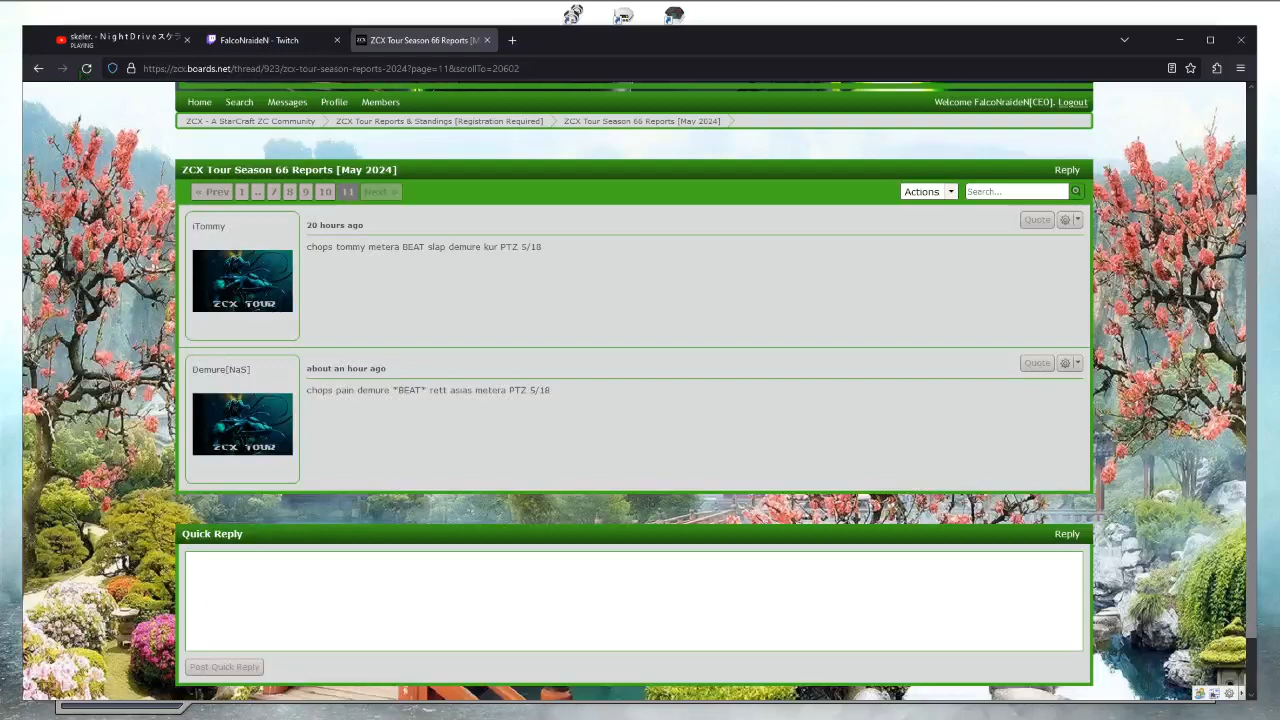 skeler. - N i g h t D r i v e スケラ
PLAYING
FalcoNraideN - Twitch
ZCX Tour Season 66 Reports [M
https://zcx.boards.net/thread/923/zcx-tour-season-reports-2024?page=11&scrollTo=20602
Home Search Messages Profile Members
Welcome FalcoNraideN[CEO]. Logout
ZCX - A StarCraft ZC Community
ZCX Tour Reports & Standings [Registration Required]
ZCX Tour Season 66 Reports [May 2024]
ZCX Tour Season 66 Reports [May 2024]
Reply
« Prev 1 .. 7 8 9 10 11 Next »
Actions
Search...
iTommy
20 hours ago
Quote
chops tommy metera BEAT slap demure kur PTZ 5/18
ZCX TOUR
Demure[NaS]
about an hour ago
Quote
chops pain demure *BEAT* rett asias metera PTZ 5/18
ZCX TOUR
Quick Reply
Reply
Post Quick Reply